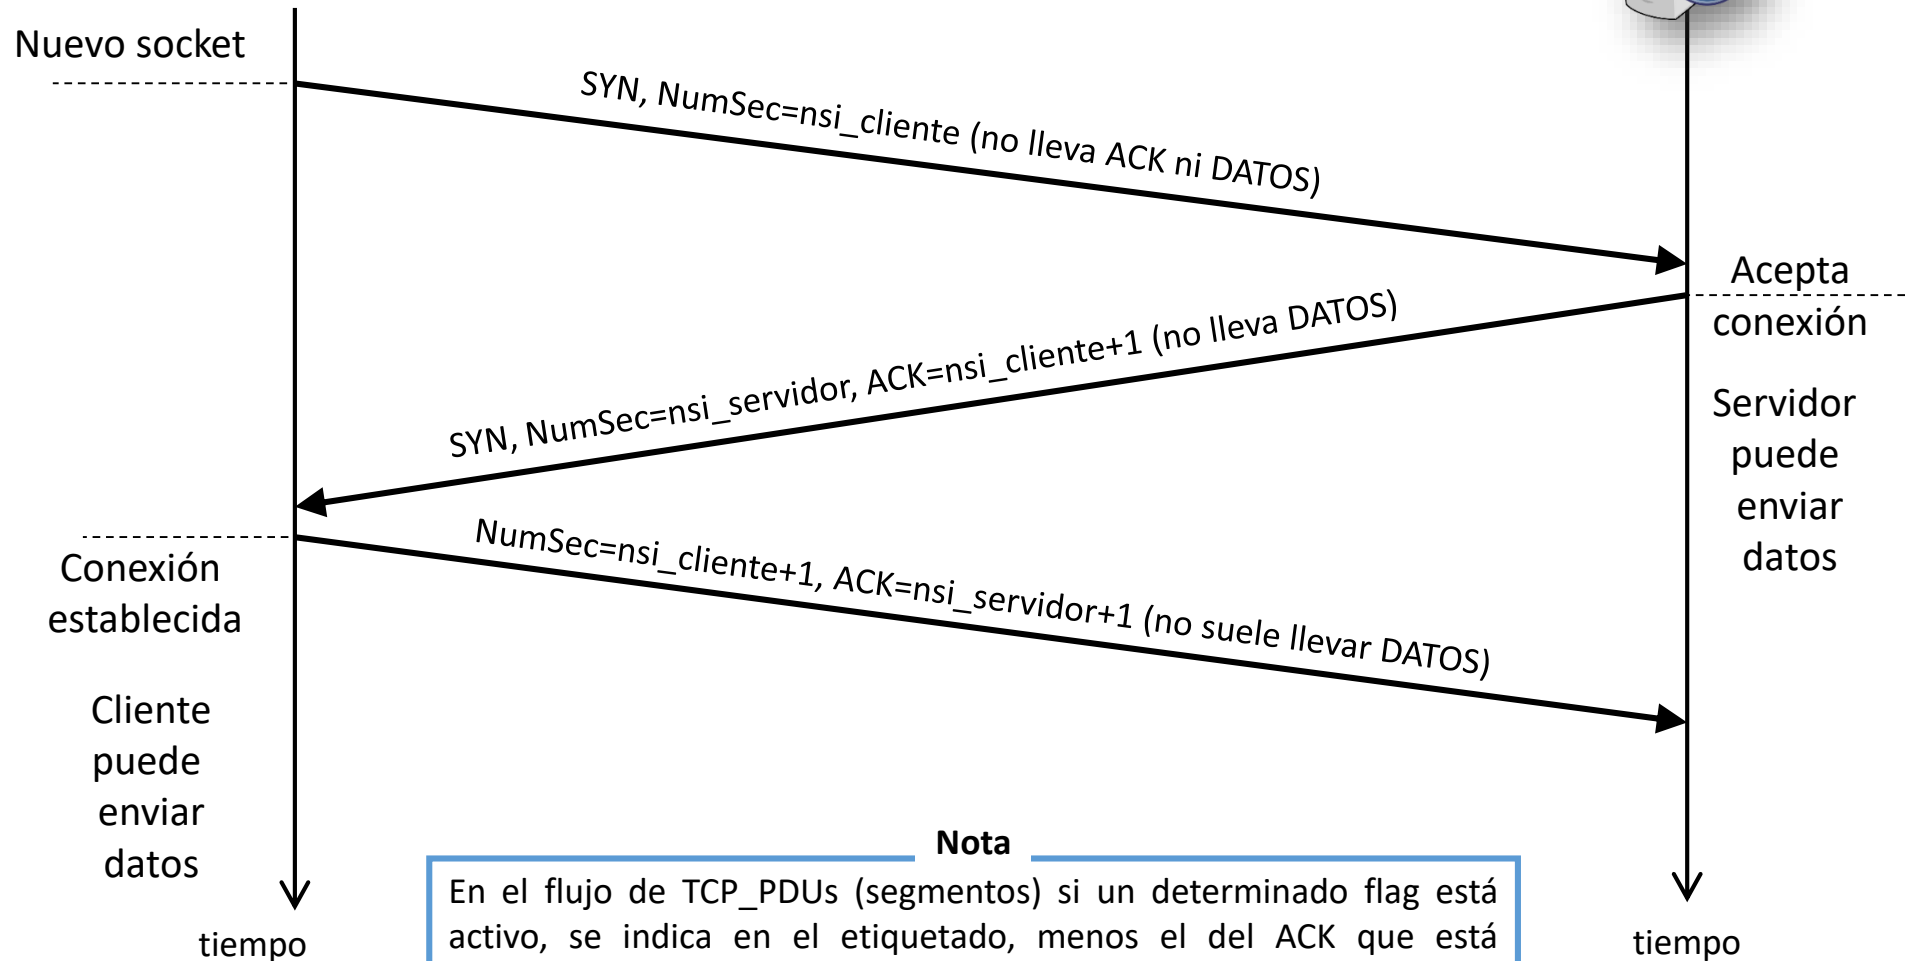 Nuevo socket
SYN, NumSec=nsi_cliente (no lleva ACK ni DATOS)
Acepta
conexión
SYN, NumSec=nsi_servidor, ACK=nsi_cliente+1 (no lleva DATOS)
Servidor
puede
enviar
datos
NumSec=nsi_cliente+1, ACK=nsi_servidor+1 (no suele llevar DATOS)
Conexión
establecida
Cliente
puede
enviar
datos
Nota
En el flujo de TCP_PDUs (segmentos) si un determinado flag está
activo, se indica en el etiquetado, menos el del ACK que está
tiempo
tiempo